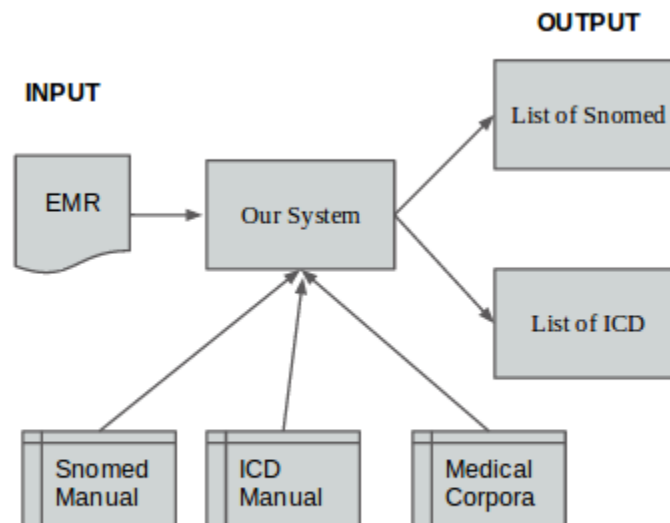 OUTPUT
INPUT
List of Snomed
EMR
Our System
List of ICD
Snomed
Manual
ICD
Manual
Medical
Corpora